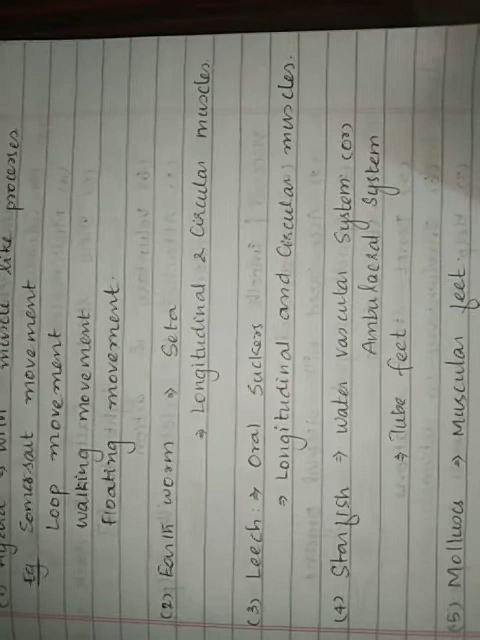 (1) Hydra → with muscle like processes
Eg Somersault movement
Loop movement
walking movement
Floating movement.
(2) Earth worm ⇒ Seta
⇒ Longitudinal & Circular muscles.
(3) Leech: ⇒ Oral Suckers
⇒ Longitudinal and Circular muscles.
(4) Starfish ⇒ Water vascular System (or)
Ambulacral System
⇒ Tube feet
(5) Molluscs ⇒ Muscular feet.